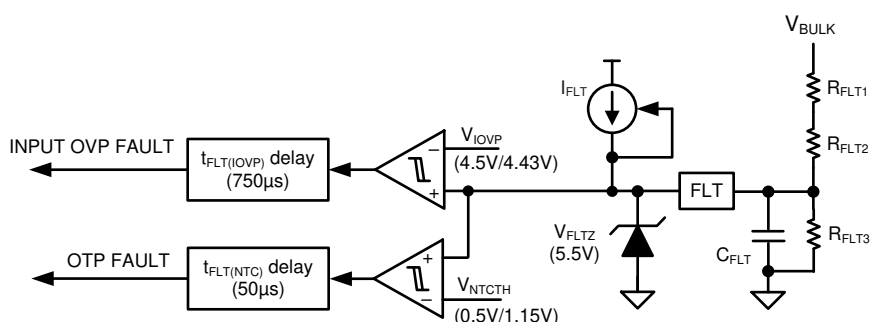 V_BULK
R_FLT1
I_FLT
INPUT OVP FAULT
t_FLT(IOVP) delay
(750µs)
V_IOVP
(4.5V/4.43V)
R_FLT2
−
+
FLT
OTP FAULT
t_FLT(NTC) delay
(50µs)
+
−
V_NTCTH
(0.5V/1.15V)
V_FLTZ
(5.5V)
C_FLT
R_FLT3